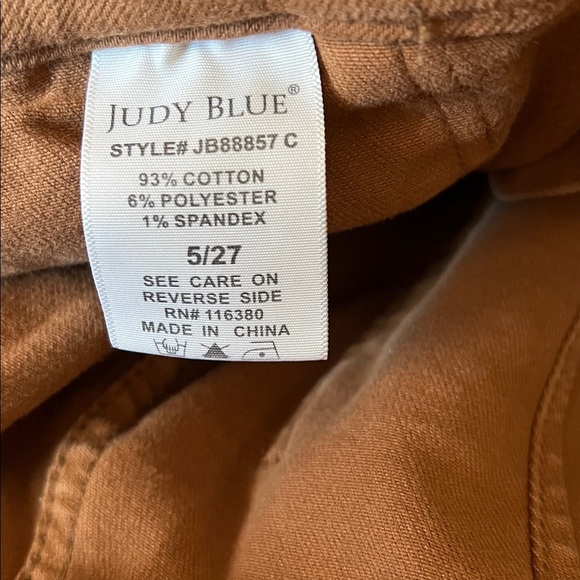 JUDY BLUE®
STYLE# JB88857 C
93% COTTON
6% POLYESTER
1% SPANDEX
5/27
SEE CARE ON
REVERSE SIDE
RN# 116380
MADE IN CHINA